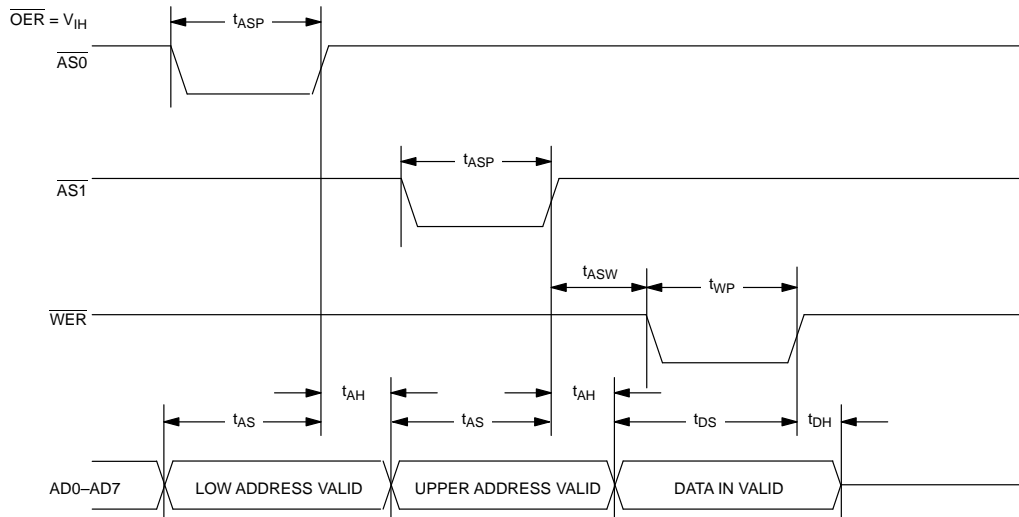 OER = VIH
tASP
AS0
tASP
AS1
tASW
tWP
WER
tAH
tAH
tAS
tAS
tDS
tDH
AD0–AD7
LOW ADDRESS VALID
UPPER ADDRESS VALID
DATA IN VALID